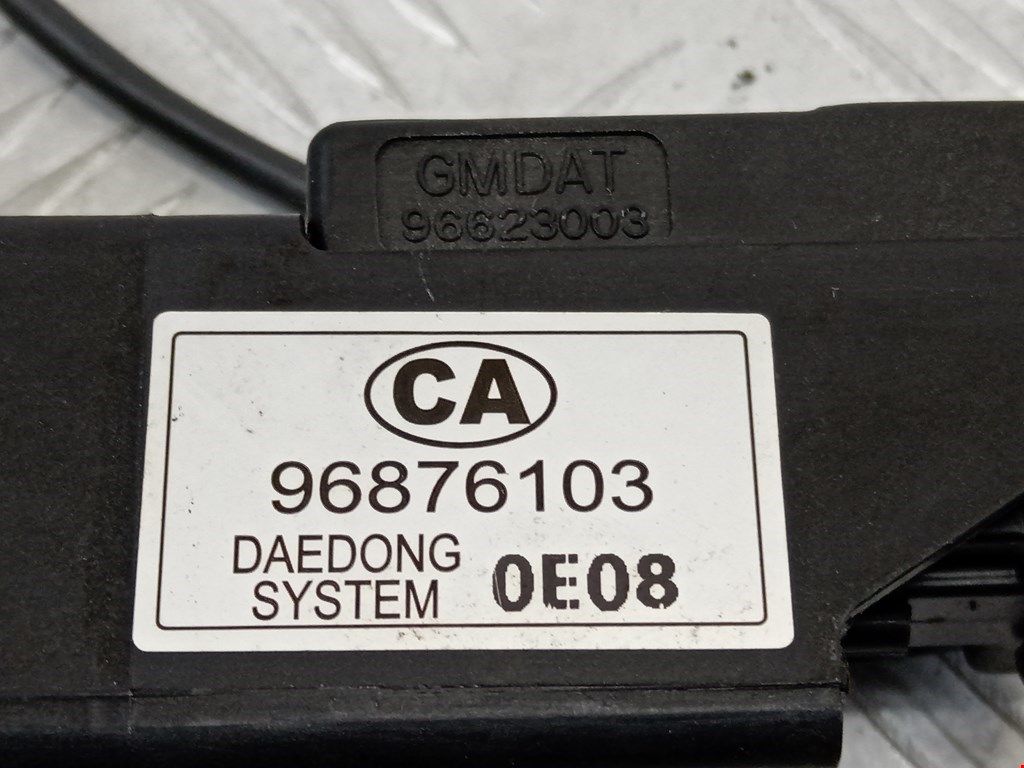 GMDAT
96623003
CA
96876103
DAEDONG
SYSTEM
0E08